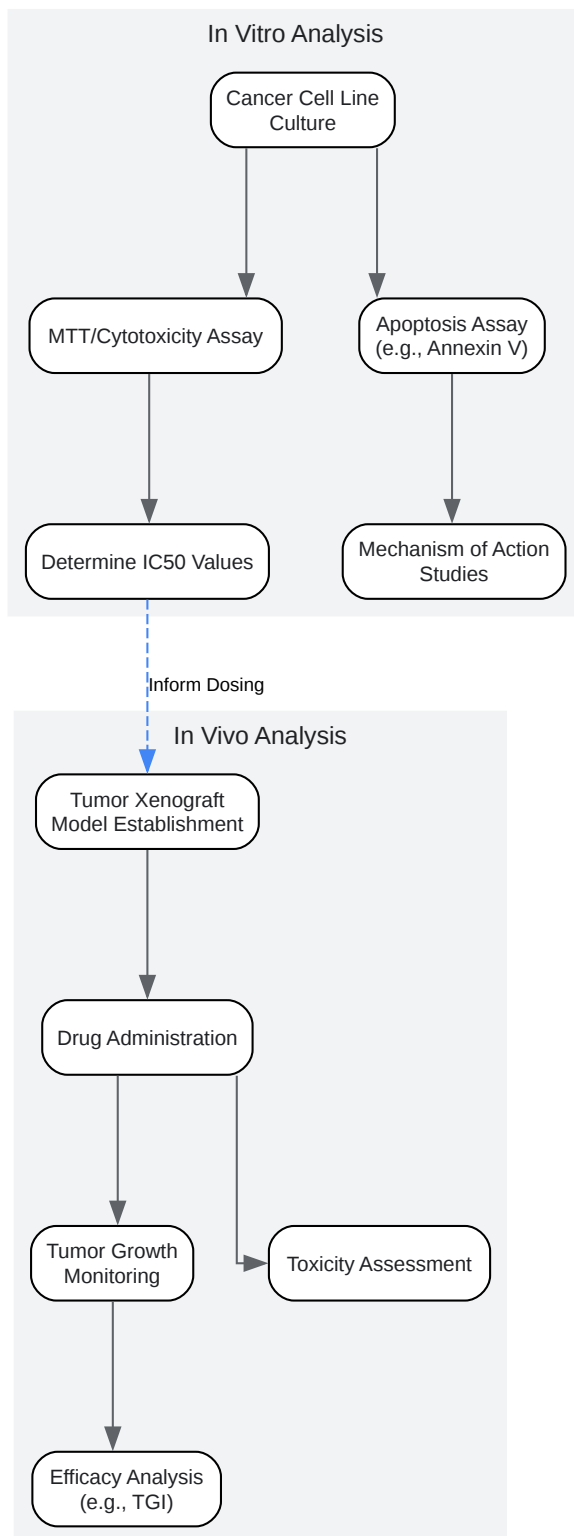 In Vitro Analysis
Cancer Cell Line
Culture
MTT/Cytotoxicity Assay
Apoptosis Assay
(e.g., Annexin V)
Determine IC50 Values
Mechanism of Action
Studies
Inform Dosing
In Vivo Analysis
Tumor Xenograft
Model Establishment
Drug Administration
Tumor Growth
Monitoring
Toxicity Assessment
Efficacy Analysis
(e.g., TGI)